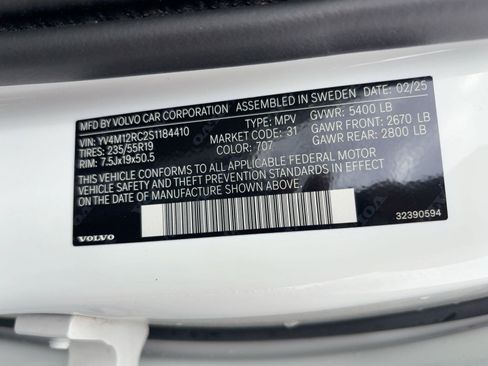 MFD BY VOLVO CAR CORPORATION ASSEMBLED IN SWEDEN DATE: 02/25
VIN: YV4M12RC2S1184410 TYPE: MPV GVWR: 5400 LB
TIRES: 235/55R19 MARKET CODE: 31 GAWR FRONT: 2670 LB
RIM: 7.5Jx19x50.5 COLOR: 707 GAWR REAR: 2800 LB
THIS VEHICLE CONFORMS TO ALL APPLICABLE FEDERAL MOTOR
VEHICLE SAFETY, BUMPER AND THEFT PREVENTION STANDARDS IN EFFECT
ON THE DATE OF MANUFACTURE SHOWN ABOVE
32390594
VOLVO